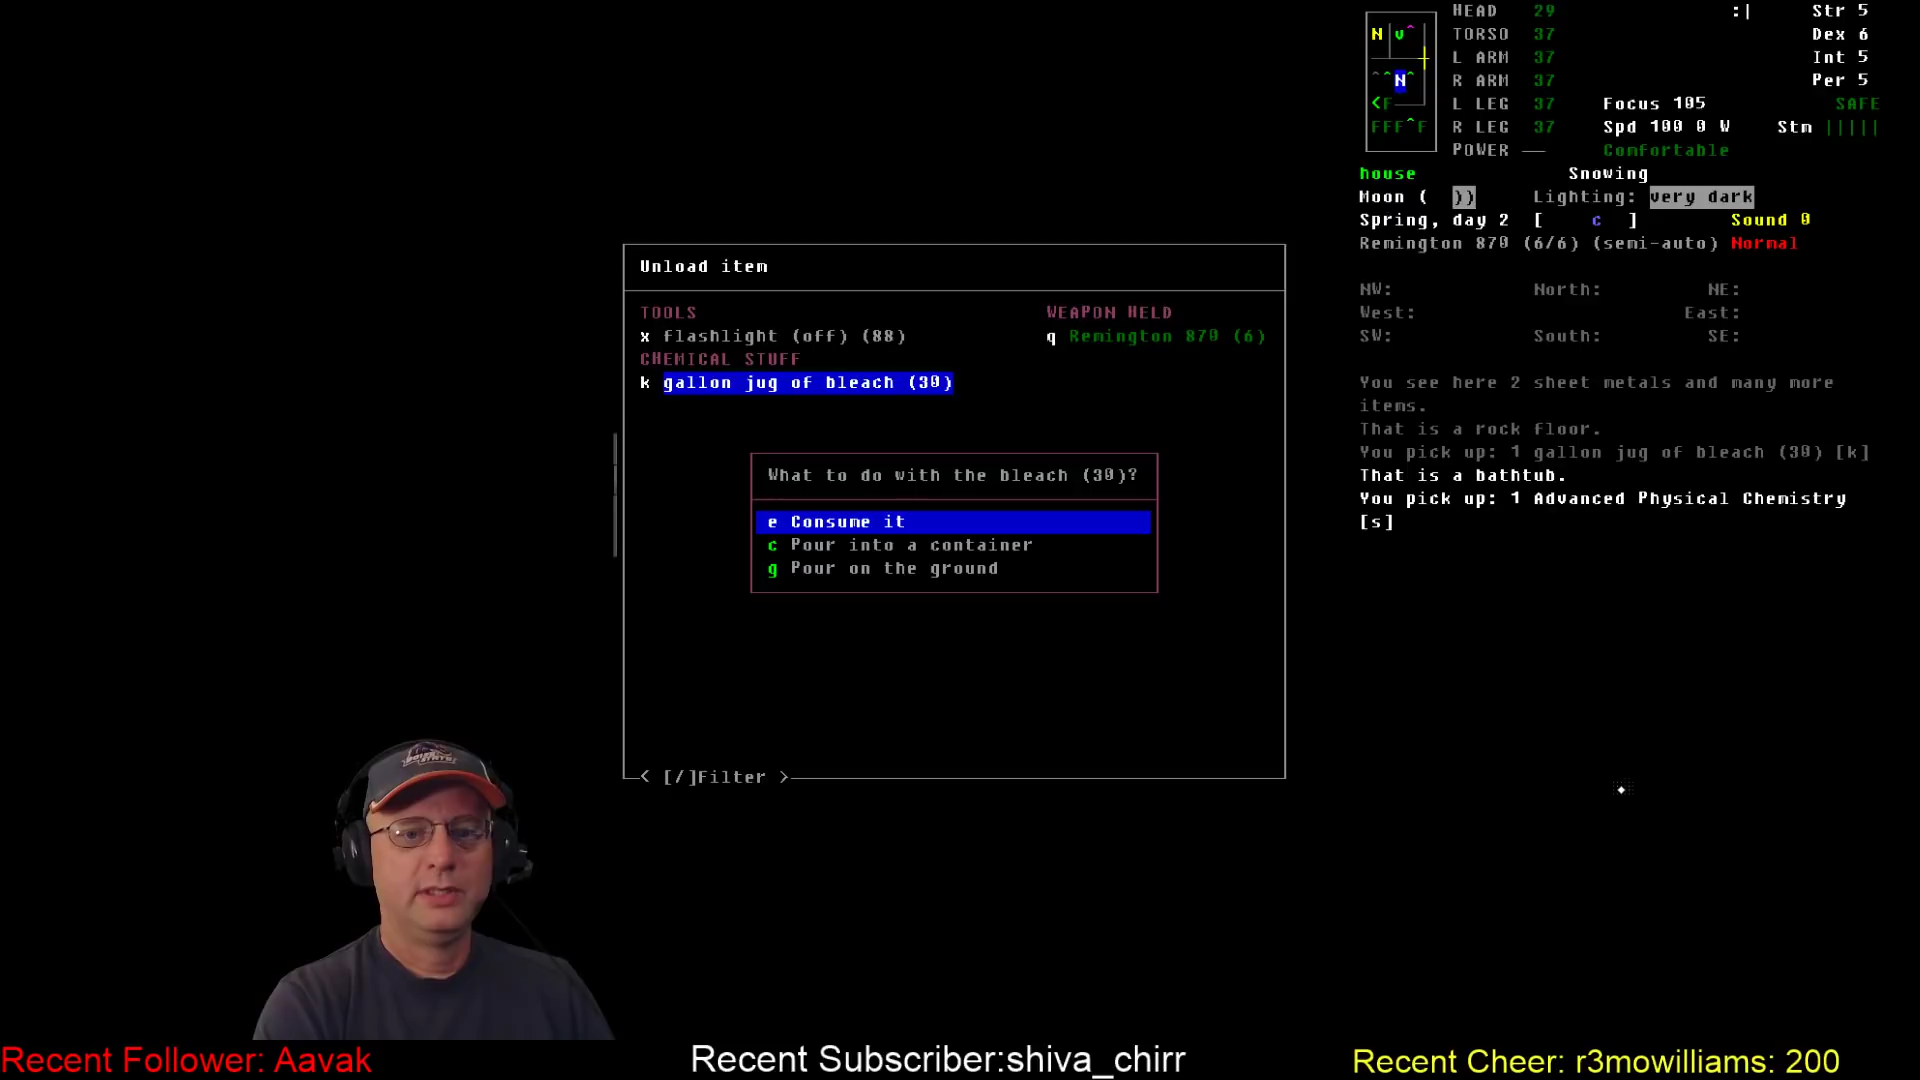 HEAD 29 :| Str 5
N v^ TORSO 37 Dex 6
L ARM 37 Int 5
^^N^ R ARM 37 Per 5
<F L LEG 37 Focus 105 SAFE
FFF^F R LEG 37 Spd 100 0 W Stm |||||
POWER — Comfortable
house Snowing
Moon ( )) Lighting: very dark
Spring, day 2 [ c ] Sound 0
Remington 870 (6/6) (semi-auto) Normal
NW: North: NE:
West: East:
SW: South: SE:
You see here 2 sheet metals and many more
items.
That is a rock floor.
You pick up: 1 gallon jug of bleach (30) [k]
That is a bathtub.
You pick up: 1 Advanced Physical Chemistry
[s]
Unload item
TOOLS WEAPON HELD
x flashlight (off) (88) q Remington 870 (6)
CHEMICAL STUFF
k gallon jug of bleach (30)
What to do with the bleach (30)?
e Consume it
c Pour into a container
g Pour on the ground
< [/]Filter >
Recent Follower: Aavak
Recent Subscriber:shiva_chirr
Recent Cheer: r3mowilliams: 200